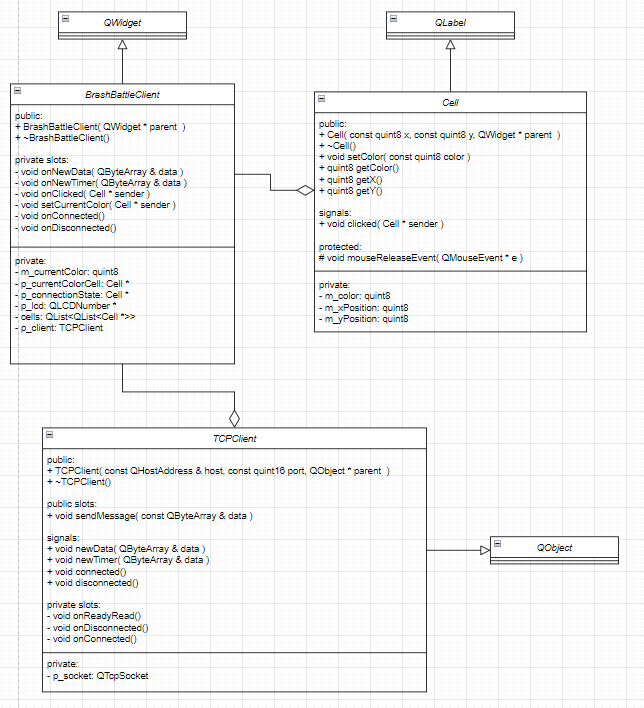 QWidget
QLabel
BrashBattleClient
public:
+ BrashBattleClient( QWidget * parent )
+ ~BrashBattleClient()
private slots:
- void onNewData( QByteArray & data )
- void onNewTimer( QByteArray & data )
- void onClicked( Cell * sender )
- void setCurrentColor( Cell * sender )
- void onConnected()
- void onDisconnected()
private:
- m_currentColor: quint8
- p_currentColorCell: Cell *
- p_connectionState: Cell *
- p_lcd: QLCDNumber *
- cells: QList<QList<Cell *>>
- p_client: TCPClient
Cell
public:
+ Cell( const quint8 x, const quint8 y, QWidget * parent )
+ ~Cell()
+ void setColor( const quint8 color )
+ quint8 getColor()
+ quint8 getX()
+ quint8 getY()
signals:
+ void clicked( Cell * sender )
protected:
# void mouseReleaseEvent( QMouseEvent * e )
private:
- m_color: quint8
- m_xPosition: quint8
- m_yPosition: quint8
TCPClient
public:
+ TCPClient( const QHostAddress & host, const quint16 port, QObject * parent )
+ ~TCPClient()
public slots:
+ void sendMessage( const QByteArray & data )
signals:
+ void newData( QByteArray & data )
+ void newTimer( QByteArray & data )
+ void connected()
+ void disconnected()
private slots:
- void onReadyRead()
- void onDisconnected()
- void onConnected()
private:
- p_socket: QTcpSocket
QObject